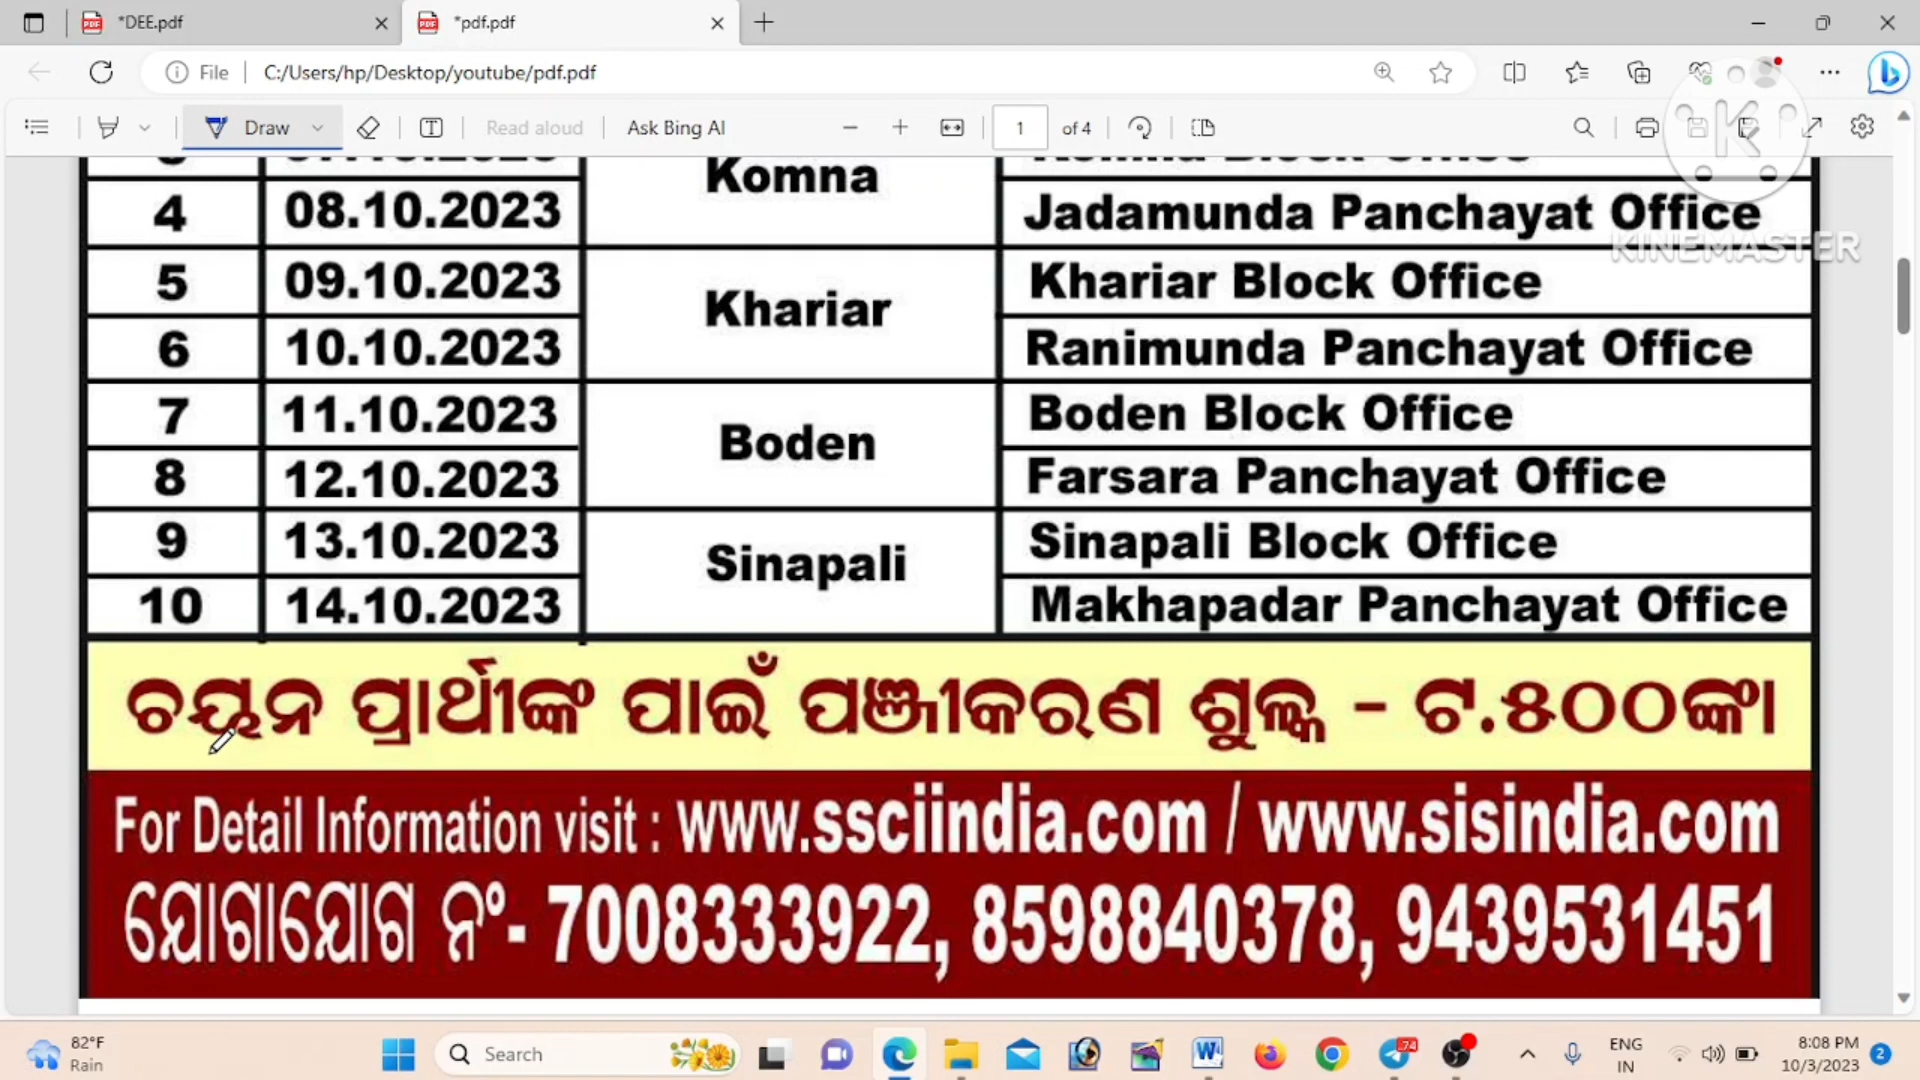 *DEE.pdf
*pdf.pdf
File
C:/Users/hp/Desktop/youtube/pdf.pdf
Draw
Read aloud
Ask Bing AI
1 of 4
Komna
4 08.10.2023 Jadamunda Panchayat Office
KINEMASTER
5 09.10.2023 Khariar Khariar Block Office
6 10.10.2023 Ranimunda Panchayat Office
7 11.10.2023 Boden Boden Block Office
8 12.10.2023 Farsara Panchayat Office
9 13.10.2023 Sinapali Sinapali Block Office
10 14.10.2023 Makhapadar Panchayat Office
ଚୟନ ପ୍ରାର୍ଥୀଙ୍କ ପାଇଁ ପଞ୍ଜୀକରଣ ଶୁଳ୍କ - ଟ.୫୦୦ଙ୍କା
For Detail Information visit : www.ssciindia.com / www.sisindia.com
ଯୋଗାଯୋଗ ନଂ- 7008333922, 8598840378, 9439531451
82°F
Rain
Search
74
ENG
IN
8:08 PM
10/3/2023
2